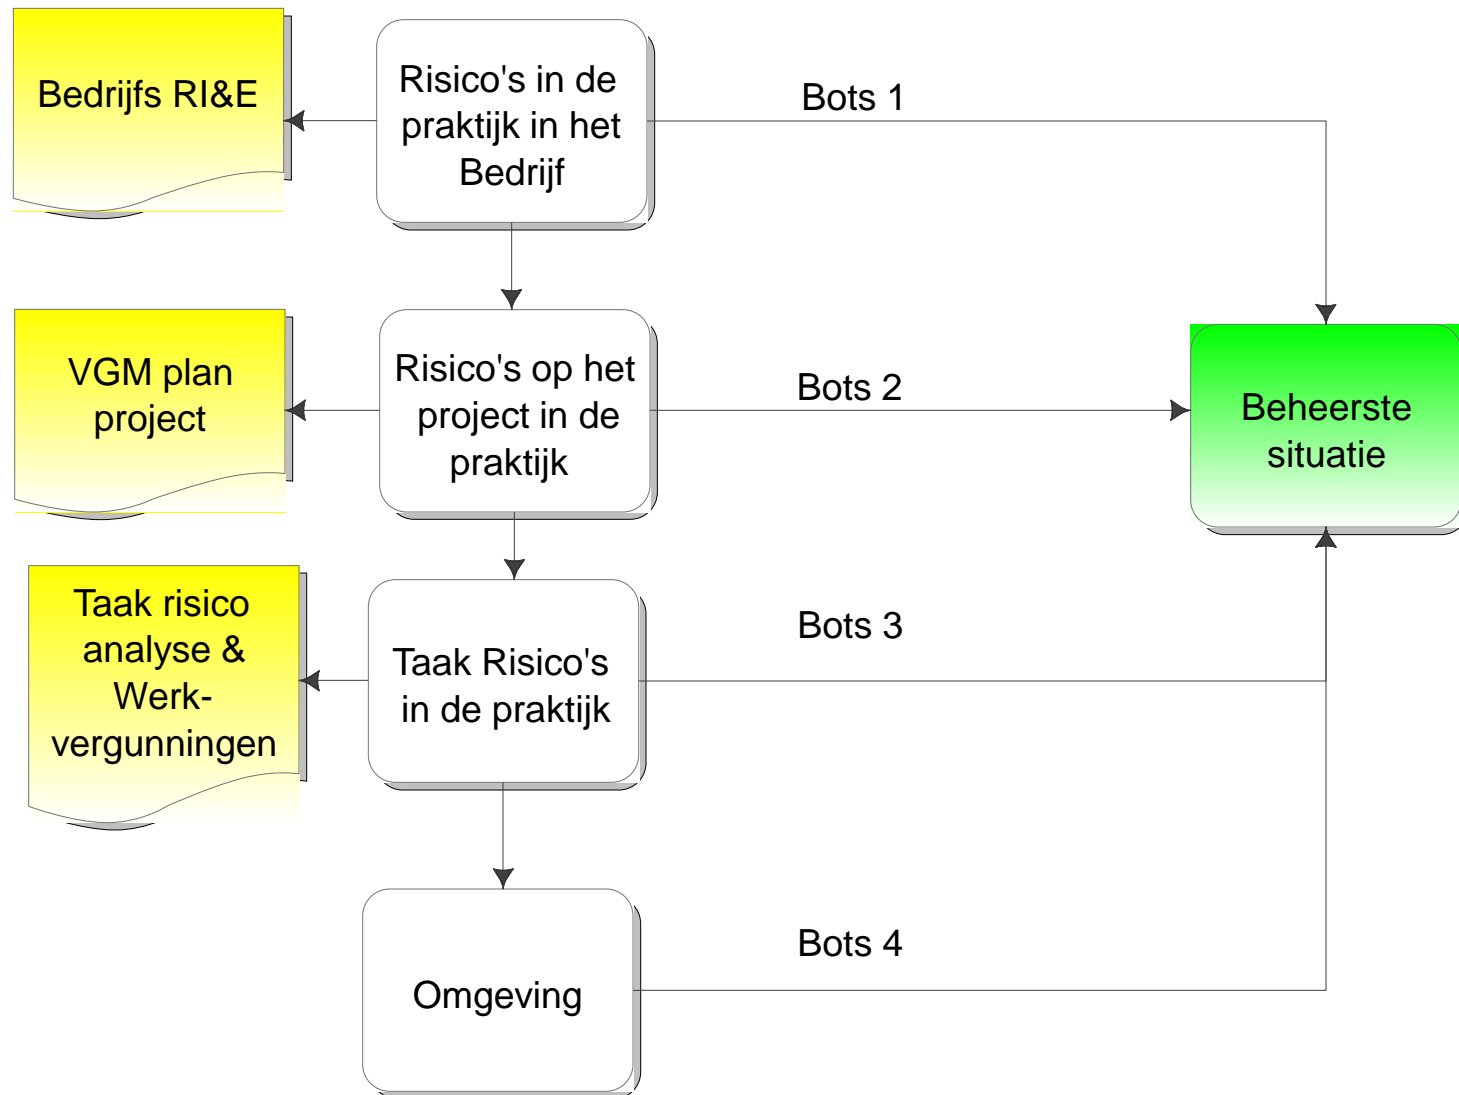 Bedrijfs RI&E
Risico's in de
praktijk in het
Bedrijf
Bots 1
VGM plan
project
Risico's op het
project in de
praktijk
Bots 2
Beheerste
situatie
Taak risico
analyse &
Werk-
vergunningen
Taak Risico's
in de praktijk
Bots 3
Omgeving
Bots 4